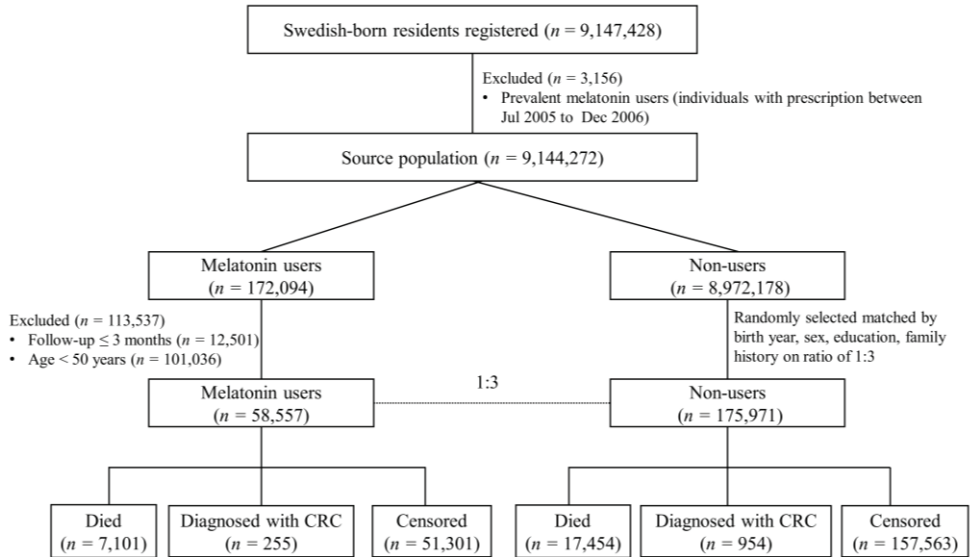 Swedish-born residents registered (n = 9,147,428)
Excluded (n = 3,156)
• Prevalent melatonin users (individuals with prescription between
Jul 2005 to Dec 2006)
Source population (n = 9,144,272)
Melatonin users
(n = 172,094)
Non-users
(n = 8,972,178)
Excluded (n = 113,537)
• Follow-up ≤ 3 months (n = 12,501)
• Age < 50 years (n = 101,036)
Randomly selected matched by
birth year, sex, education, family
history on ratio of 1:3
1:3
Melatonin users
(n = 58,557)
Non-users
(n = 175,971)
Died
(n = 7,101)
Diagnosed with CRC
(n = 255)
Censored
(n = 51,301)
Died
(n = 17,454)
Diagnosed with CRC
(n = 954)
Censored
(n = 157,563)